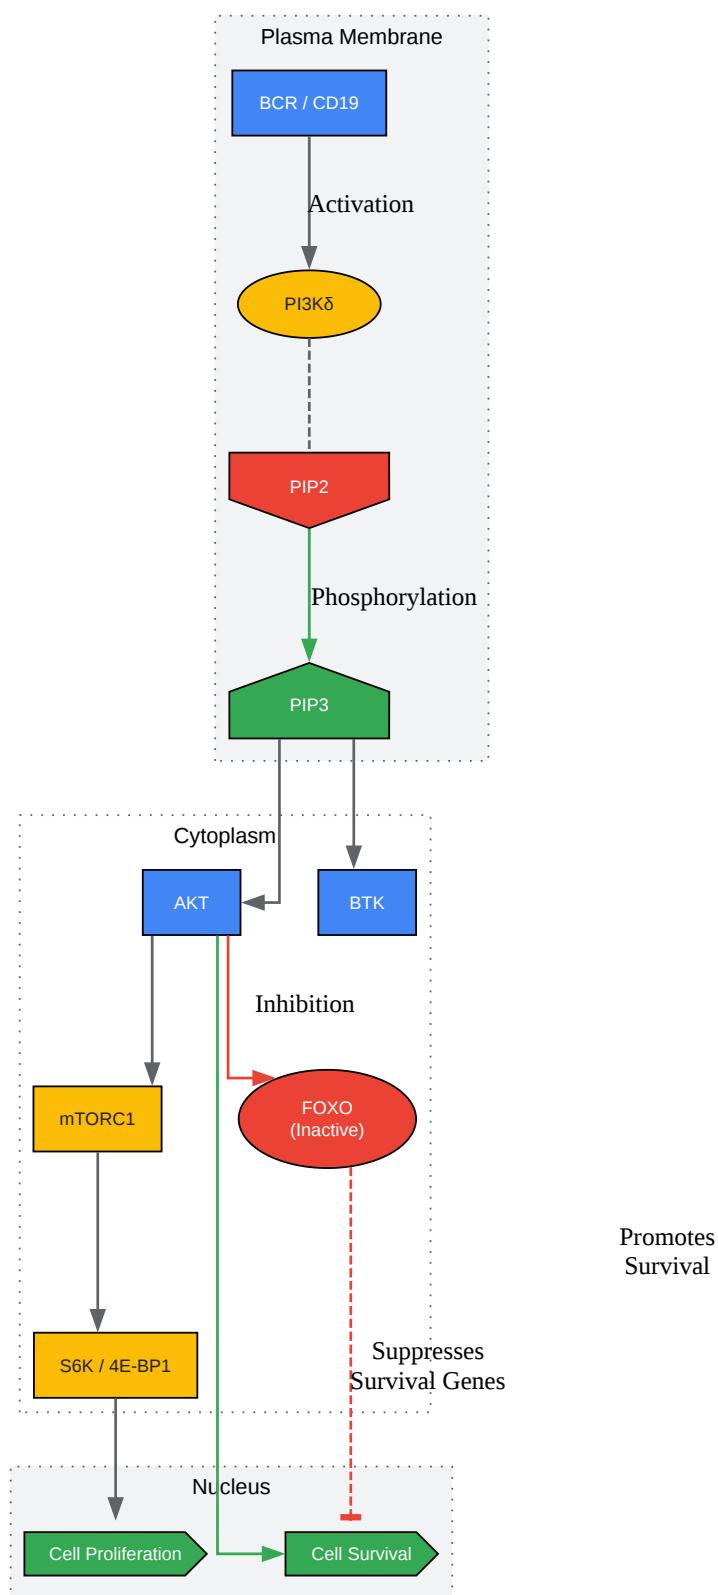 Plasma Membrane
BCR / CD19
Activation
PI3Kδ
PIP2
Phosphorylation
PIP3
Cytoplasm
AKT
BTK
Inhibition
mTORC1
FOXO
(Inactive)
Promotes
Survival
S6K / 4E-BP1
Suppresses
Survival Genes
Nucleus
Cell Proliferation
Cell Survival